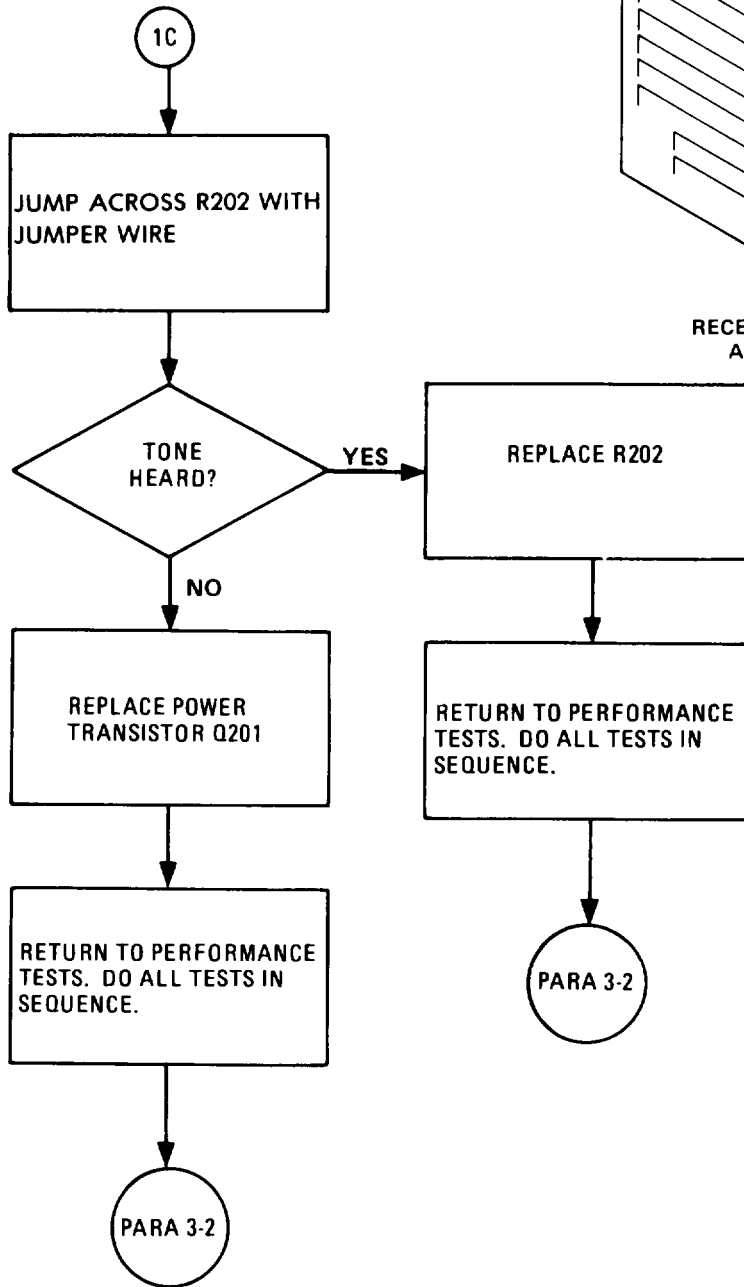 1C
JUMP ACROSS R202 WITH
JUMPER WIRE
TONE
HEARD?
YES
REPLACE R202
NO
REPLACE POWER
TRANSISTOR Q201
RETURN TO PERFORMANCE
TESTS. DO ALL TESTS IN
SEQUENCE.
PARA 3-2
RETURN TO PERFORMANCE
TESTS. DO ALL TESTS IN
SEQUENCE.
PARA 3-2
RECE
A